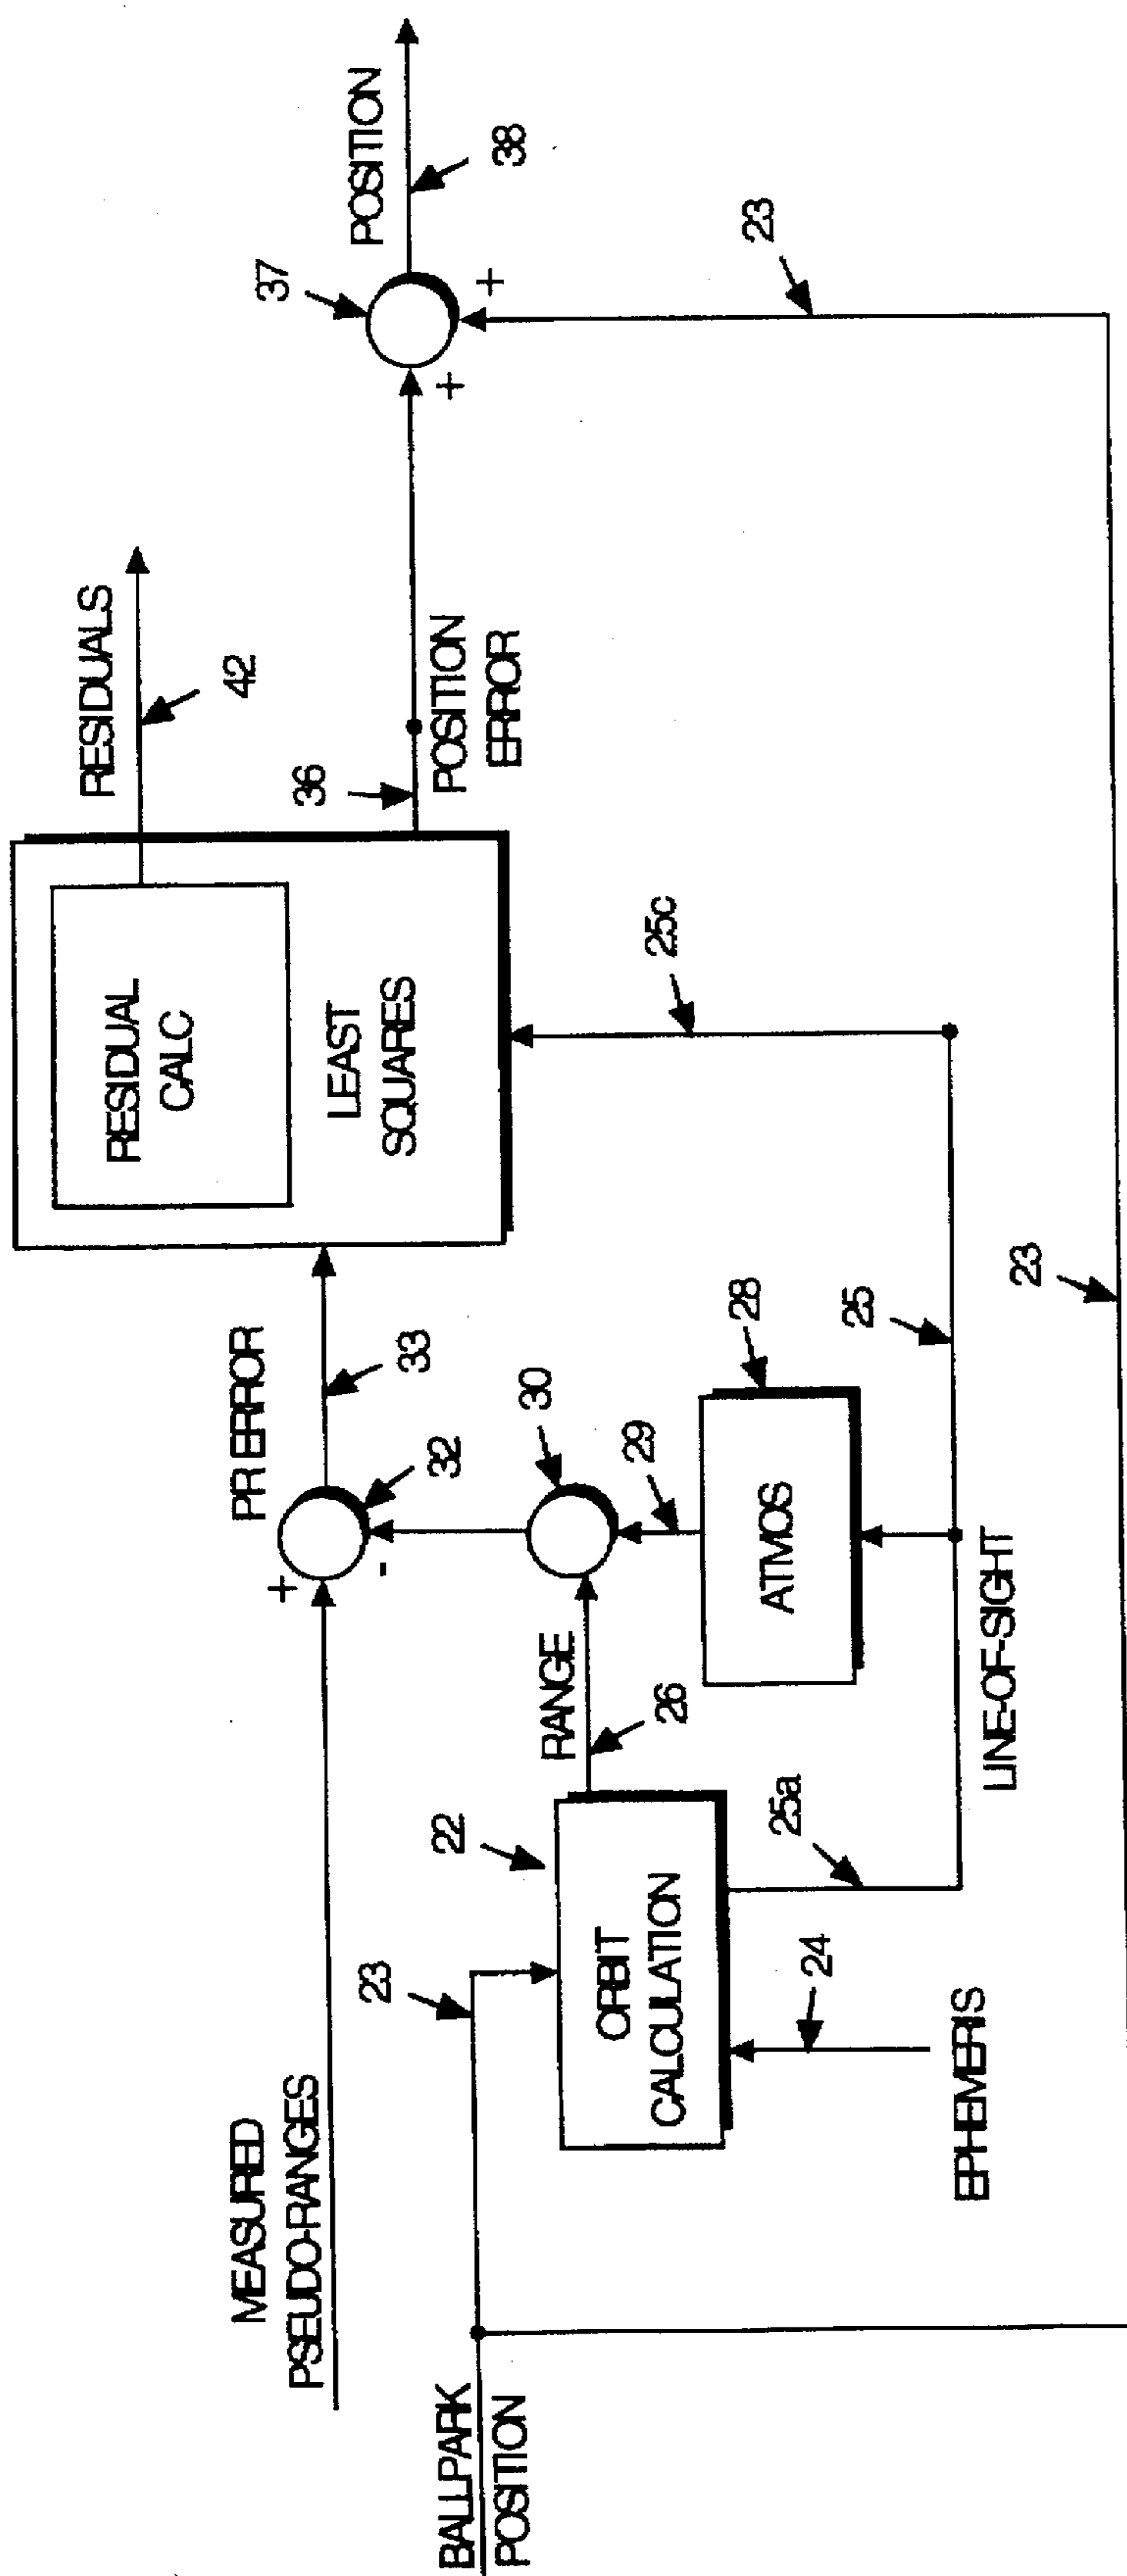 MEASURED
PSEUDO-RANGES
BALLPARK
POSITION
23
ORBIT
CALCULATION
22
24
EPHEMERIS
25a
LINE-OF-SIGHT
RANGE
26
ATMOS
28
29
30
+
-
32
PR ERROR
33
25
25c
RESIDUAL
CALC
LEAST
SQUARES
RESIDUALS
42
36
POSITION
ERROR
23
+
+
37
POSITION
38
23